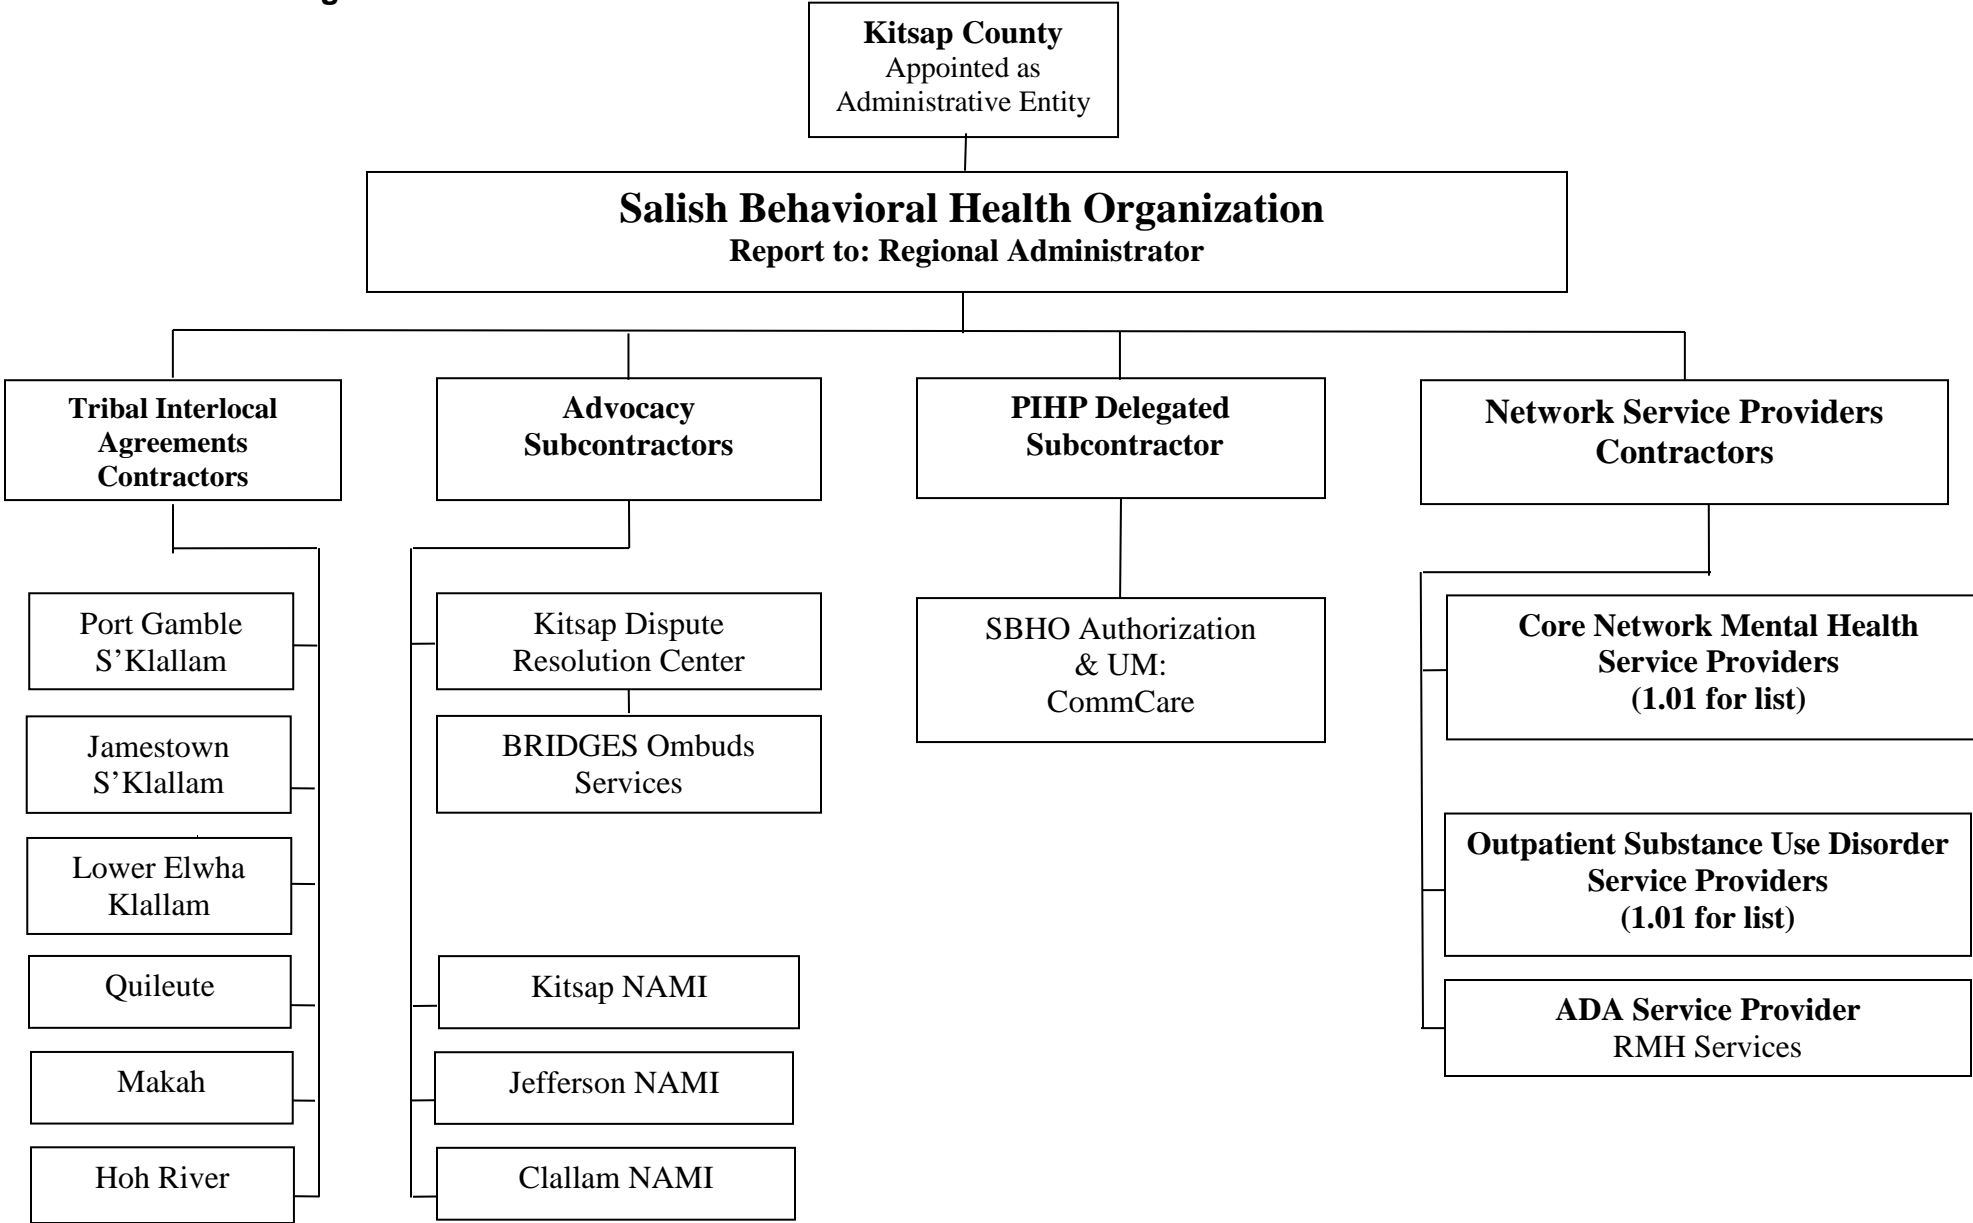 Kitsap County
Appointed as
Administrative Entity
Salish Behavioral Health Organization
Report to: Regional Administrator
Tribal Interlocal
Agreements
Contractors
Advocacy
Subcontractors
PIHP Delegated
Subcontractor
Network Service Providers
Contractors
Port Gamble
S’Klallam
Jamestown
S’Klallam
Lower Elwha
Klallam
Quileute
Makah
Hoh River
Kitsap Dispute
Resolution Center
BRIDGES Ombuds
Services
Kitsap NAMI
Jefferson NAMI
Clallam NAMI
SBHO Authorization
& UM:
CommCare
Core Network Mental Health
Service Providers
(1.01 for list)
Outpatient Substance Use Disorder
Service Providers
(1.01 for list)
ADA Service Provider
RMH Services